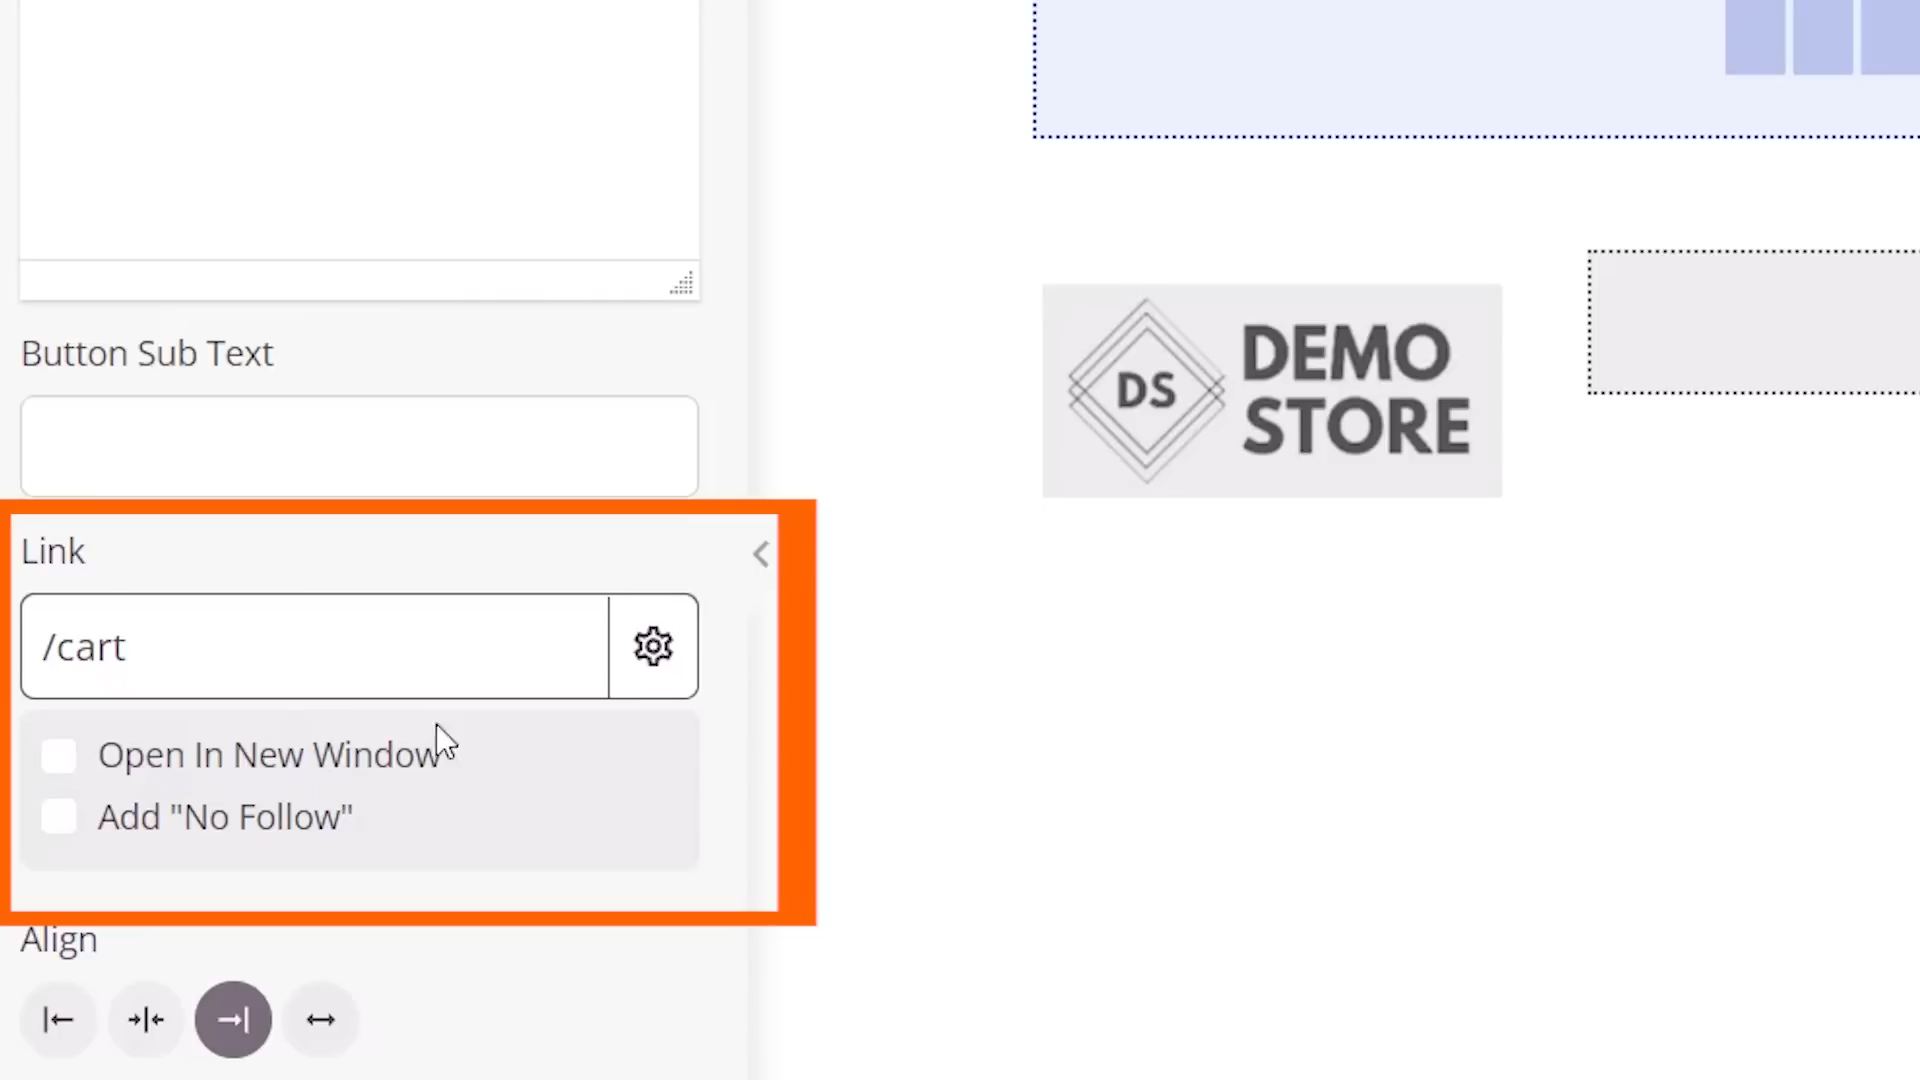 Button Sub Text
Link
/cart
Open In New Window
Add "No Follow"
Align
DS
DEMO
STORE